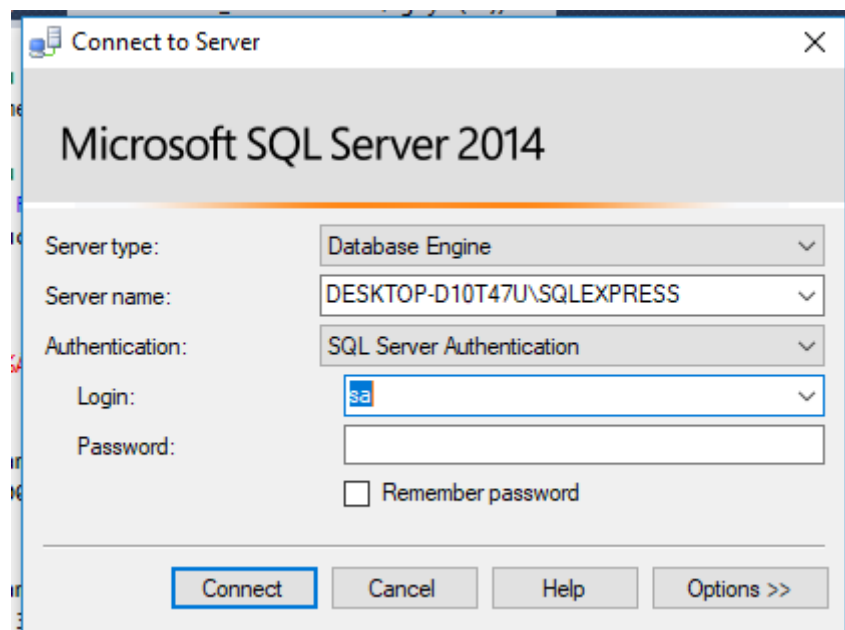 Connect to Server
Microsoft SQL Server 2014
Server type: Database Engine
Server name: DESKTOP-D10T47U\SQLEXPRESS
Authentication: SQL Server Authentication
Login: sa
Password:
Remember password
Connect Cancel Help Options >>